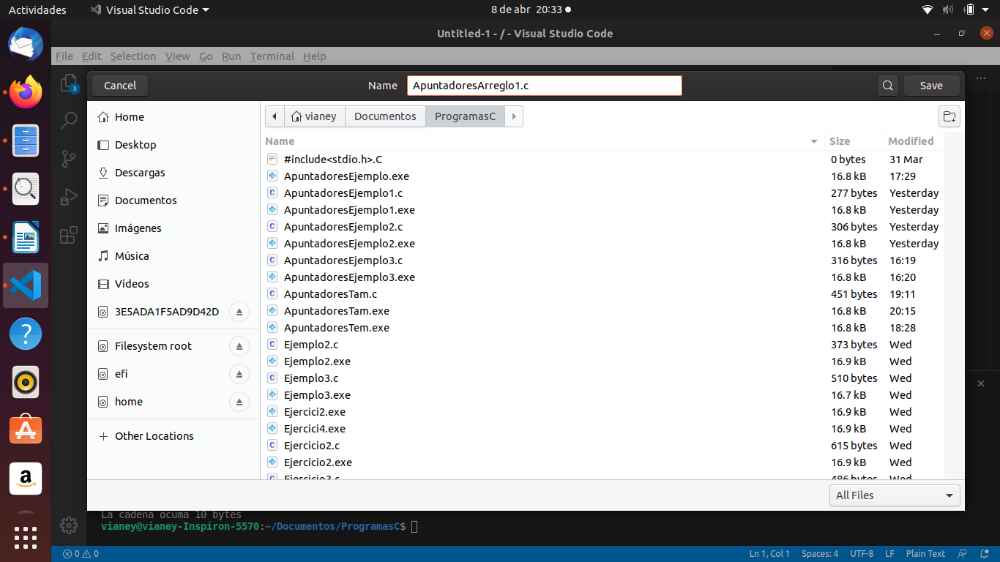 Actividades Visual Studio Code 8 de abr 20:33
Untitled-1 - / - Visual Studio Code
File Edit Selection View Go Run Terminal Help
Cancel Name ApuntadoresArreglo1.c Save
3
Home
Desktop
Descargas
Documentos
Imágenes
Música
Vídeos
3E5ADA1F5AD9D42D
Filesystem root
efi
home
Other Locations
vianey Documentos ProgramasC
Name Size Modified
#include<stdio.h>.C 0 bytes 31 Mar
ApuntadoresEjemplo.exe 16.8 kB 17:29
ApuntadoresEjemplo1.c 277 bytes Yesterday
ApuntadoresEjemplo1.exe 16.8 kB Yesterday
ApuntadoresEjemplo2.c 306 bytes Yesterday
ApuntadoresEjemplo2.exe 16.8 kB Yesterday
ApuntadoresEjemplo3.c 316 bytes 16:19
ApuntadoresEjemplo3.exe 16.8 kB 16:20
ApuntadoresTam.c 451 bytes 19:11
ApuntadoresTam.exe 16.8 kB 20:15
ApuntadoresTem.exe 16.8 kB 18:28
Ejemplo2.c 373 bytes Wed
Ejemplo2.exe 16.9 kB Wed
Ejemplo3.c 510 bytes Wed
Ejemplo3.exe 16.7 kB Wed
Ejercici2.exe 16.9 kB Wed
Ejercici4.exe 16.9 kB Wed
Ejercicio2.c 615 bytes Wed
Ejercicio2.exe 16.9 kB Wed
Ejercicio3.c 486 bytes Wed
All Files
La cadena ocuma 10 bytes
vianey@vianey-Inspiron-5570:~/Documentos/ProgramasC$
0 0 Ln 1, Col 1 Spaces: 4 UTF-8 LF Plain Text